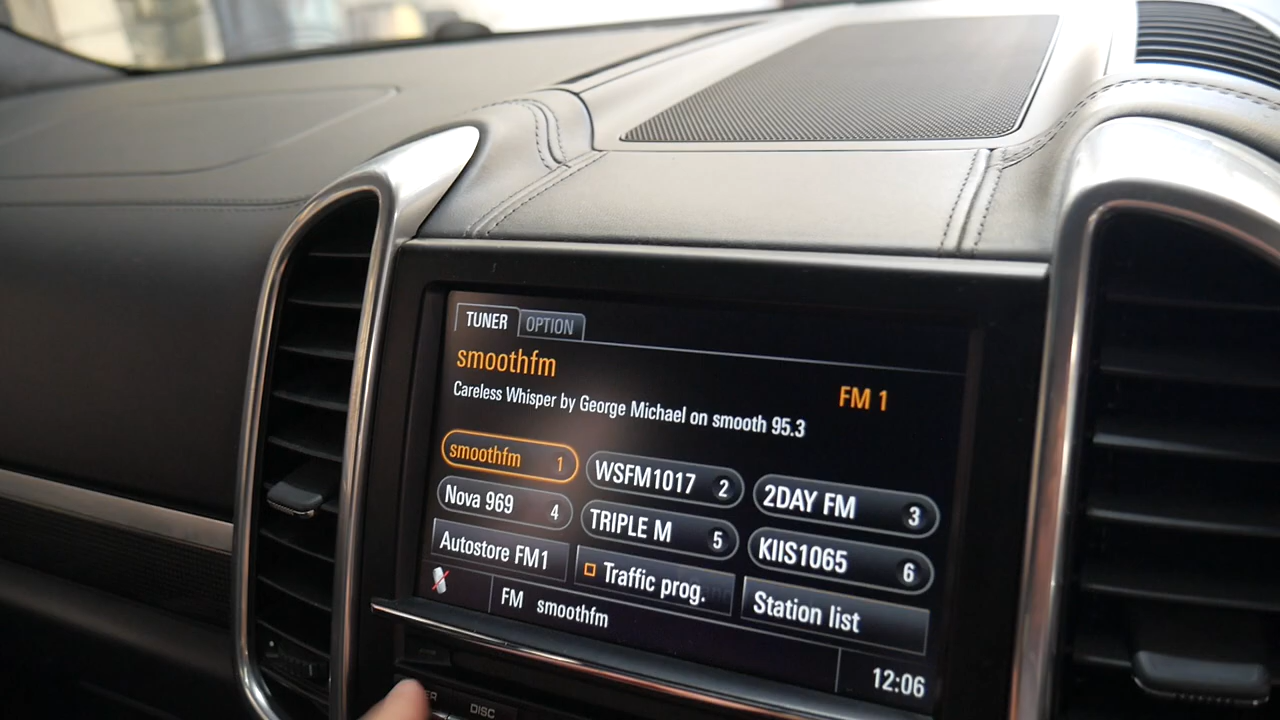 TUNER OPTION
smoothfm
FM 1
Careless Whisper by George Michael on smooth 95.3
smoothfm 1 WSFM1017 2 2DAY FM 3
Nova 969 4 TRIPLE M 5 KIIS1065 6
Autostore FM1 Traffic prog. Station list
FM smoothfm 12:06
DISC